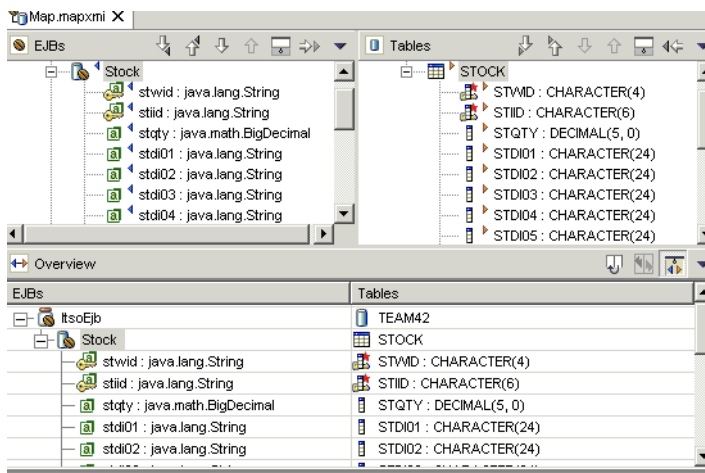 Map.mapxmi X
EJBs
Stock
stwid : java.lang.String
stiid : java.lang.String
stqty : java.math.BigDecimal
stdi01 : java.lang.String
stdi02 : java.lang.String
stdi03 : java.lang.String
stdi04 : java.lang.String
Tables
STOCK
STWID : CHARACTER(4)
STIID : CHARACTER(6)
STQTY : DECIMAL(5, 0)
STDI01 : CHARACTER(24)
STDI02 : CHARACTER(24)
STDI03 : CHARACTER(24)
STDI04 : CHARACTER(24)
STDI05 : CHARACTER(24)
Overview
EJBs Tables
ItsoEjb TEAM42
Stock STOCK
stwid : java.lang.String STWID : CHARACTER(4)
stiid : java.lang.String STIID : CHARACTER(6)
stqty : java.math.BigDecimal STQTY : DECIMAL(5, 0)
stdi01 : java.lang.String STDI01 : CHARACTER(24)
stdi02 : java.lang.String STDI02 : CHARACTER(24)